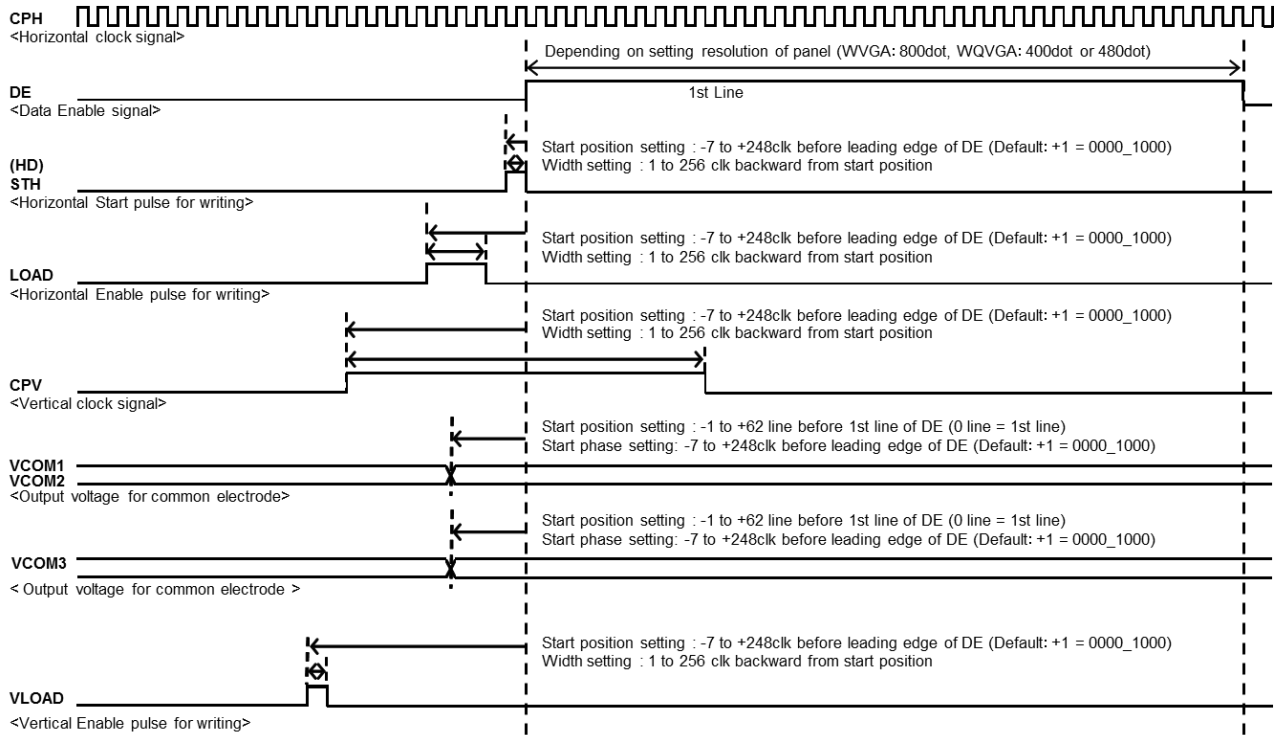 CPH
<Horizontal clock signal>
Depending on setting resolution of panel (WVGA: 800dot, WQVGA: 400dot or 480dot)
DE
1st Line
<Data Enable signal>
Start position setting : -7 to +248clk before leading edge of DE (Default: +1 = 0000_1000)
(HD)
Width setting : 1 to 256 clk backward from start position
STH
<Horizontal Start pulse for writing>
Start position setting : -7 to +248clk before leading edge of DE (Default: +1 = 0000_1000)
Width setting : 1 to 256 clk backward from start position
LOAD
<Horizontal Enable pulse for writing>
Start position setting : -7 to +248clk before leading edge of DE (Default: +1 = 0000_1000)
Width setting : 1 to 256 clk backward from start position
CPV
<Vertical clock signal>
Start position setting : -1 to +62 line before 1st line of DE (0 line = 1st line)
Start phase setting: -7 to +248clk before leading edge of DE (Default: +1 = 0000_1000)
VCOM1
VCOM2
<Output voltage for common electrode>
Start position setting : -1 to +62 line before 1st line of DE (0 line = 1st line)
Start phase setting: -7 to +248clk before leading edge of DE (Default: +1 = 0000_1000)
VCOM3
< Output voltage for common electrode >
Start position setting : -7 to +248clk before leading edge of DE (Default: +1 = 0000_1000)
Width setting : 1 to 256 clk backward from start position
VLOAD
<Vertical Enable pulse for writing>